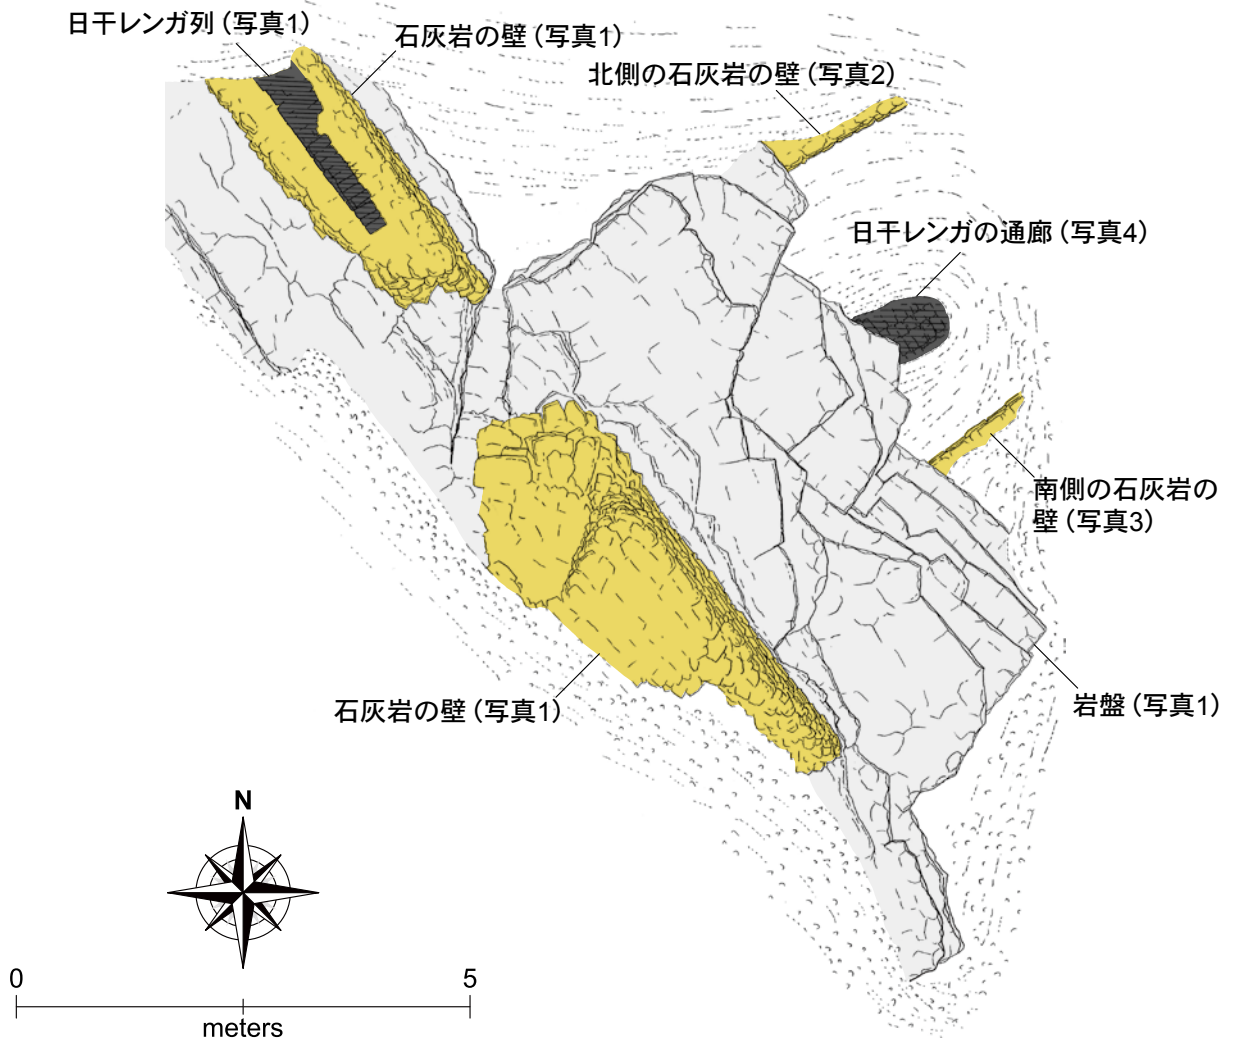 日干レンガ列 (写真1)
石灰岩の壁 (写真1)
北側の石灰岩の壁 (写真2)
日干レンガの通廊 (写真4)
南側の石灰岩の
壁 (写真3)
石灰岩の壁 (写真1)
岩盤 (写真1)
N
0 5
meters